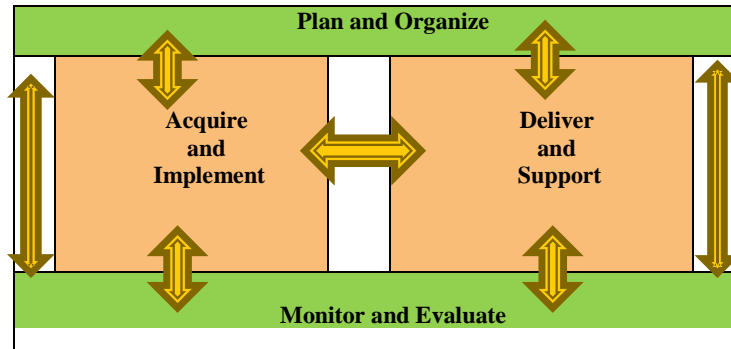 Plan and Organize
Acquire
and
Implement
Deliver
and
Support
Monitor and Evaluate